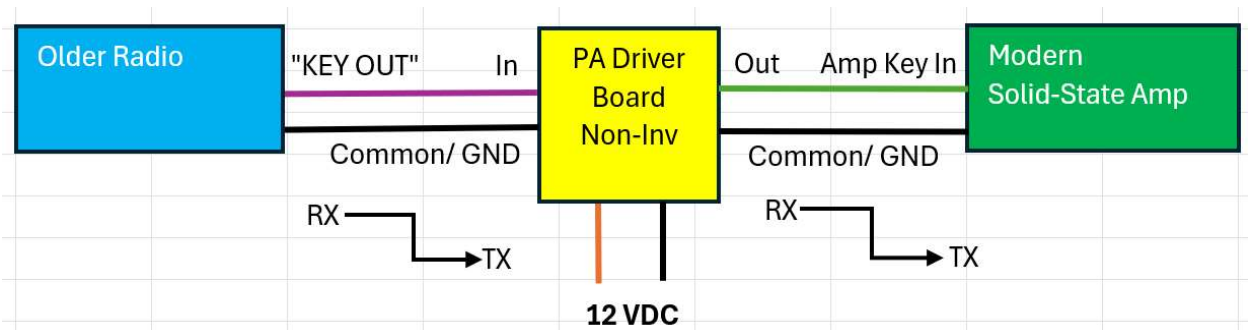 Older Radio
"KEY OUT"
In
PA Driver
Board
Non-Inv
Out
Amp Key In
Modern
Solid-State Amp
Common/ GND
Common/ GND
RX
TX
RX
TX
12 VDC